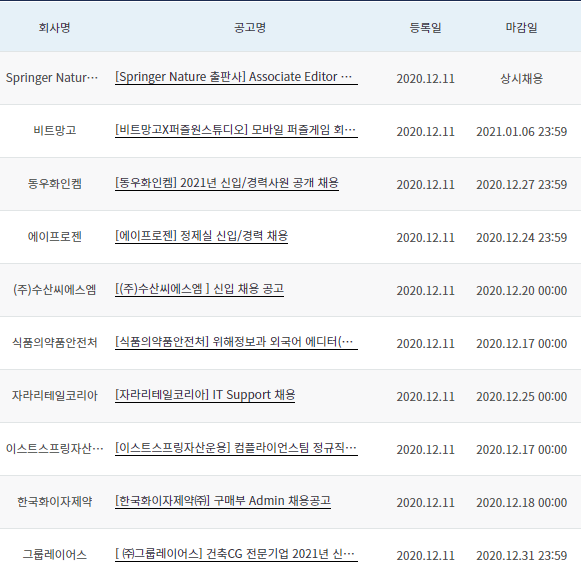 회사명 공고명 등록일 마감일
Springer Natur··· [Springer Nature 출판사] Associate Editor ··· 2020.12.11 상시채용
비트망고 [비트망고X퍼즐원스튜디오] 모바일 퍼즐게임 회··· 2020.12.11 2021.01.06 23:59
동우화인켐 [동우화인켐] 2021년 신입/경력사원 공개 채용 2020.12.11 2020.12.27 23:59
에이프로젠 [에이프로젠] 정제실 신입/경력 채용 2020.12.11 2020.12.24 23:59
(주)수산씨에스엠 [(주)수산씨에스엠 ] 신입 채용 공고 2020.12.11 2020.12.20 00:00
식품의약품안전처 [식품의약품안전처] 위해정보과 외국어 에디터(··· 2020.12.11 2020.12.17 00:00
자라리테일코리아 [자라리테일코리아] IT Support 채용 2020.12.11 2020.12.25 00:00
이스트스프링자산··· [이스트스프링자산운용] 컴플라이언스팀 정규직··· 2020.12.11 2020.12.17 00:00
한국화이자제약 [한국화이자제약㈜] 구매부 Admin 채용공고 2020.12.11 2020.12.18 00:00
그룹레이어스 [ ㈜그룹레이어스] 건축CG 전문기업 2021년 신··· 2020.12.11 2020.12.31 23:59